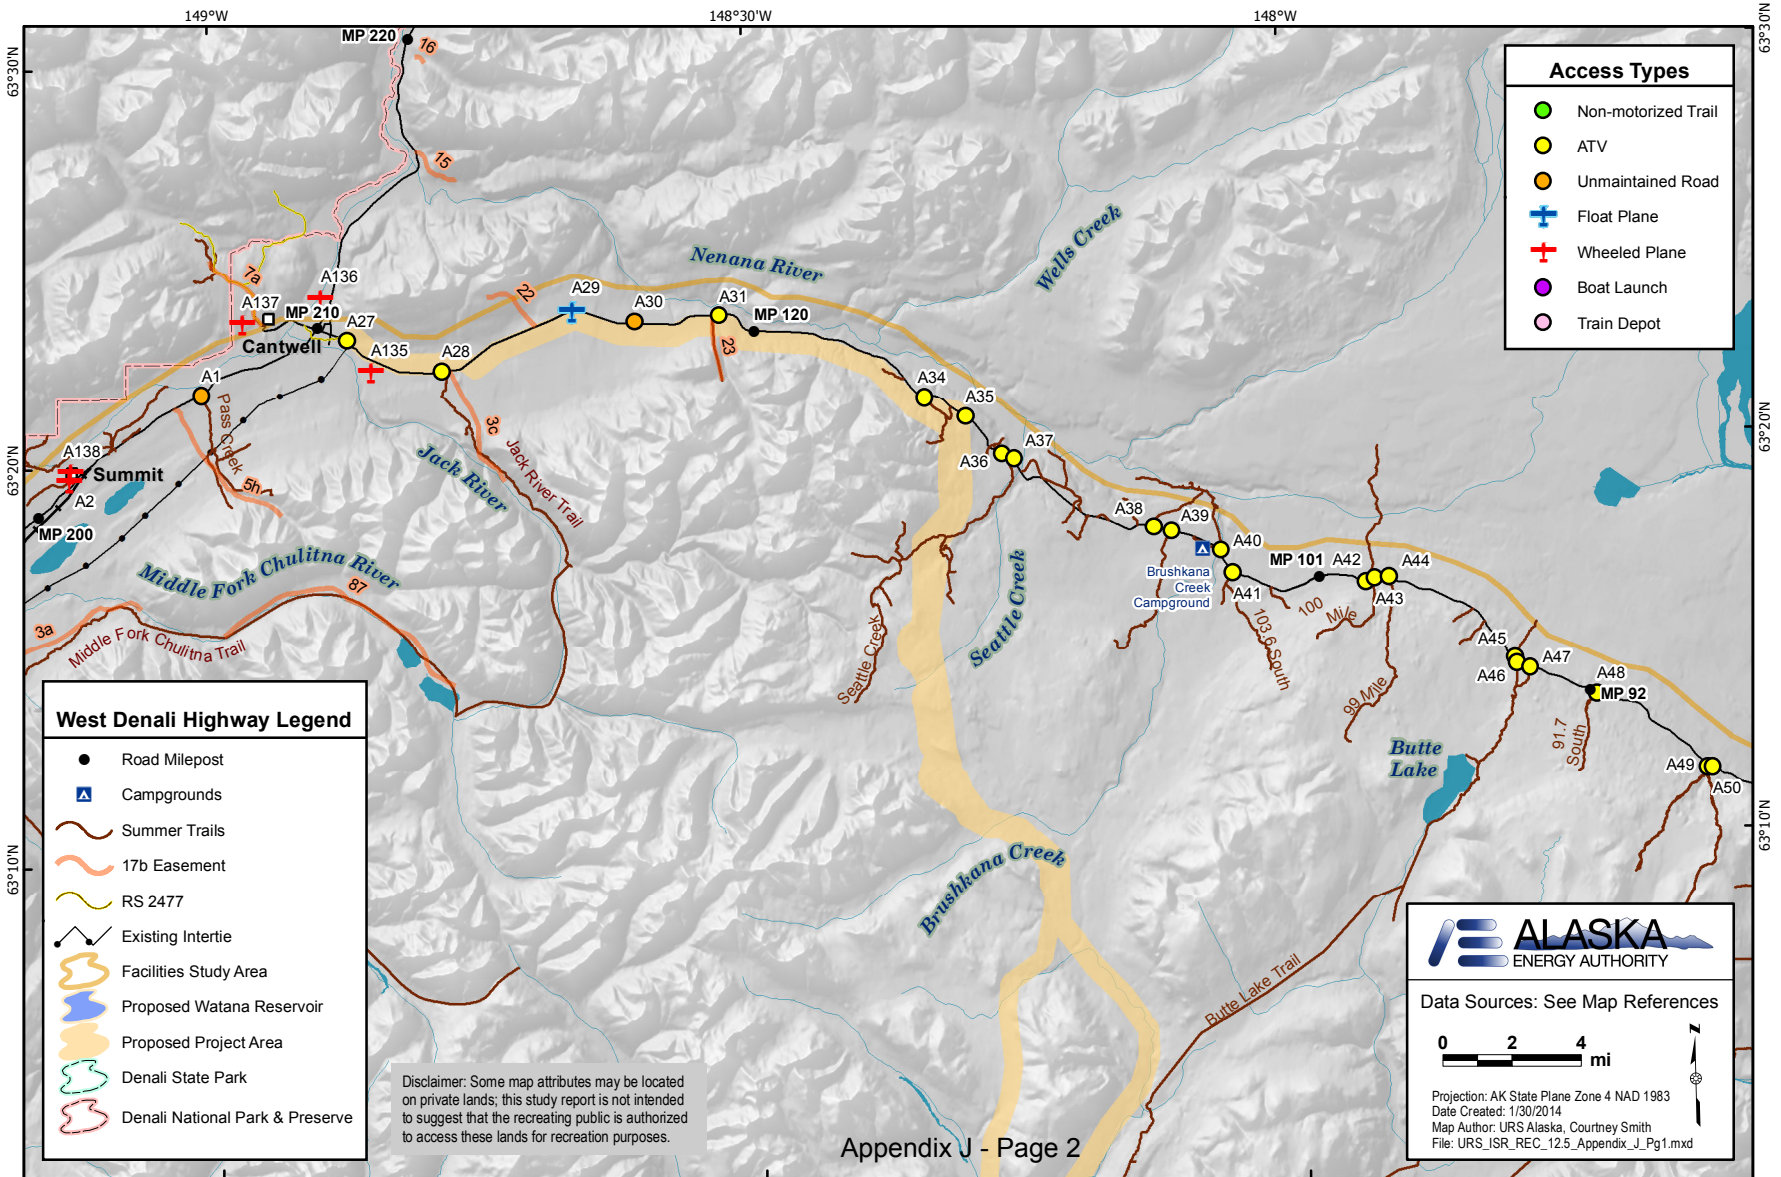 149°W
148°30'W
148°W
63°30'N
63°30'N
63°20'N
63°20'N
63°10'N
63°10'N
MP 220
16
15
Access Types
Non-motorized Trail
ATV
Unmaintained Road
Float Plane
Wheeled Plane
Boat Launch
Train Depot
Wells Creek
Nenana River
7a
A136
A137
MP 210
A27
Cantwell
A135
A28
22
A29
A30
A31
MP 120
23
A1
Pass Creek
A138
Summit
A2
MP 200
5h
3c
Jack River Trail
Jack River
A34
A35
A36
A37
A38
A39
A40
Brushkana
Creek
Campground
A41
MP 101
A42
A43
A44
Middle Fork Chulitna River
87
3a
Middle Fork Chulitna Trail
Seattle Creek
Seattle Creek
103.6 South
100
Mile
99 Mile
A45
A46
A47
A48
MP 92
91.7
South
Butte
Lake
A49
A50
West Denali Highway Legend
Road Milepost
Campgrounds
Summer Trails
17b Easement
RS 2477
Existing Intertie
Facilities Study Area
Proposed Watana Reservoir
Proposed Project Area
Denali State Park
Denali National Park & Preserve
Brushkana Creek
Butte Lake Trail
Disclaimer: Some map attributes may be located
on private lands; this study report is not intended
to suggest that the recreating public is authorized
to access these lands for recreation purposes.
Appendix J - Page 2
ALASKA
ENERGY AUTHORITY
Data Sources: See Map References
0 2 4
mi
N
Projection: AK State Plane Zone 4 NAD 1983
Date Created: 1/30/2014
Map Author: URS Alaska, Courtney Smith
File: URS_ISR_REC_12.5_Appendix_J_Pg1.mxd